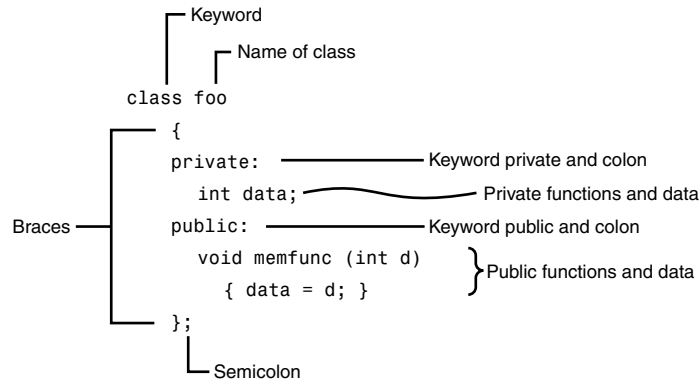 Keyword
Name of class
class foo
{
private: Keyword private and colon
int data; Private functions and data
Braces
public: Keyword public and colon
void memfunc (int d)
Public functions and data
{ data = d; }
};
Semicolon